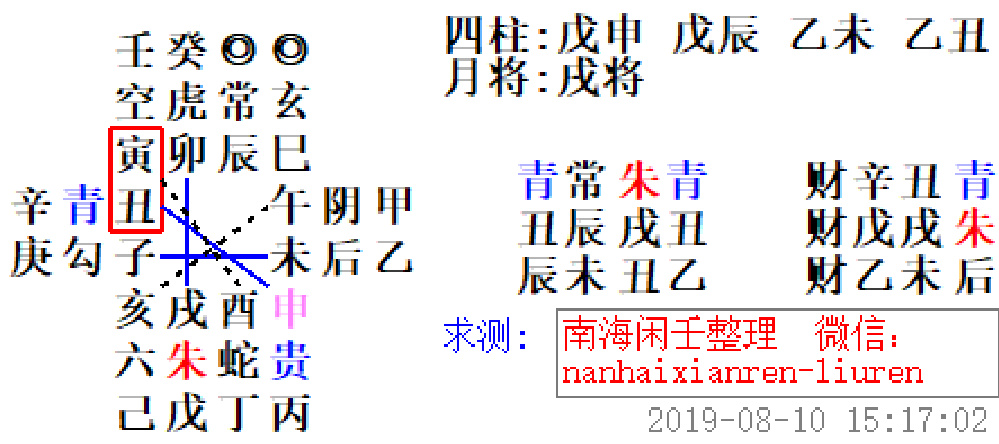 壬癸◎◎
空虎常玄
寅卯辰巳
辛青丑 午阴甲
庚勾子 未后乙
亥戌酉申
六朱蛇贵
己戊丁丙
四柱:戊申 戊辰 乙未 乙丑
月将:戌将
青常朱青 财辛丑青
丑辰戌丑 财戊戌朱
辰未丑乙 财乙未后
求测: 南海闲壬整理 微信:
nanhaixianren-liuren
2019-08-10 15:17:02